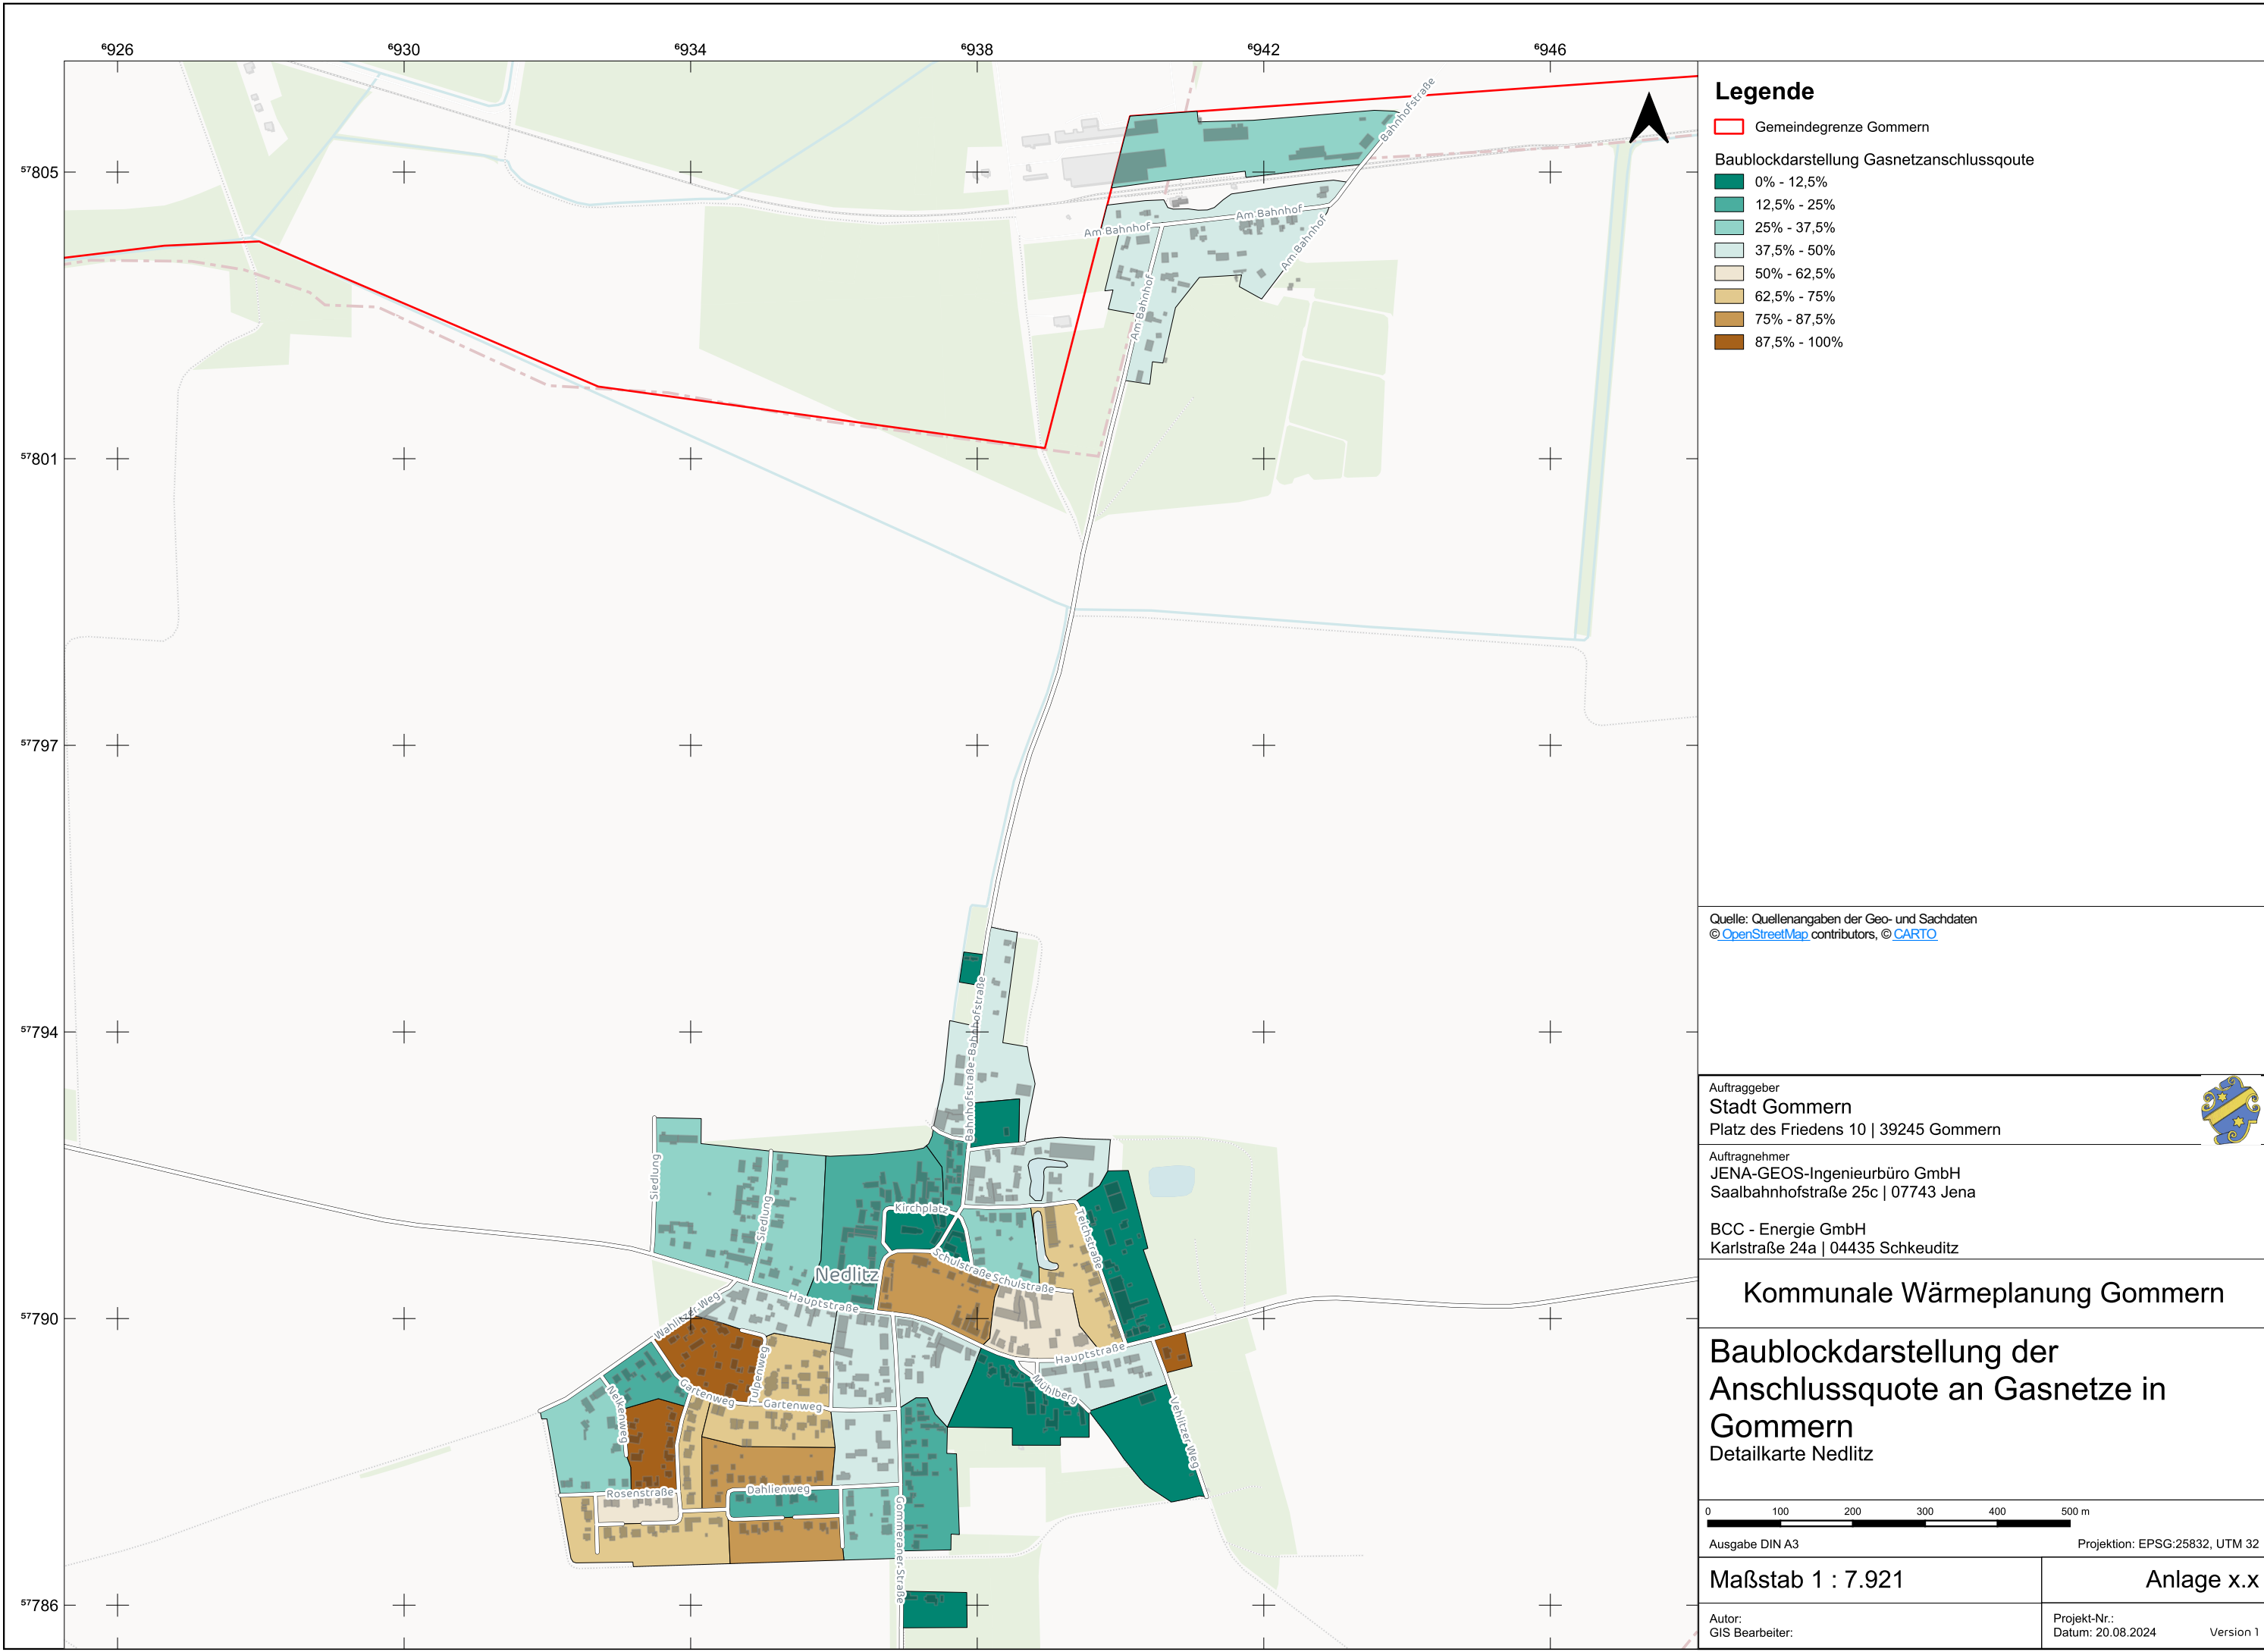 ⁶926 ⁶930 ⁶934 ⁶938 ⁶942 ⁶946
⁵⁷805
⁵⁷801
⁵⁷797
⁵⁷794
⁵⁷790
⁵⁷786
Bahnhofstraße
Am Bahnhof
Am Bahnhof
Am Bahnhof
Am Bahnhof
Bahnhofstraße-Bahnhofstraße
Siedlung
Siedlung
Kirchplatz
Teichstraße
Schulstraße Schulstraße
Nedlitz
Hauptstraße
Wahlitzer Weg
Hauptstraße
Tulpenweg
Gartenweg
Gartenweg
Nelkenweg
Mühlberg
Vehlitzer Weg
Rosenstraße
Dahlienweg
Gommeraner-Straße
Legende
Gemeindegrenze Gommern
Baublockdarstellung Gasnetzanschlussqoute
0% - 12,5%
12,5% - 25%
25% - 37,5%
37,5% - 50%
50% - 62,5%
62,5% - 75%
75% - 87,5%
87,5% - 100%
Quelle: Quellenangaben der Geo- und Sachdaten
© OpenStreetMap contributors, © CARTO
Auftraggeber
Stadt Gommern
Platz des Friedens 10 | 39245 Gommern
Auftragnehmer
JENA-GEOS-Ingenieurbüro GmbH
Saalbahnhofstraße 25c | 07743 Jena
BCC - Energie GmbH
Karlstraße 24a | 04435 Schkeuditz
Kommunale Wärmeplanung Gommern
Baublockdarstellung der
Anschlussquote an Gasnetze in
Gommern
Detailkarte Nedlitz
0 100 200 300 400 500 m
Ausgabe DIN A3 Projektion: EPSG:25832, UTM 32
Maßstab 1 : 7.921 Anlage x.x
Autor:
GIS Bearbeiter:
Projekt-Nr.:
Datum: 20.08.2024 Version 1